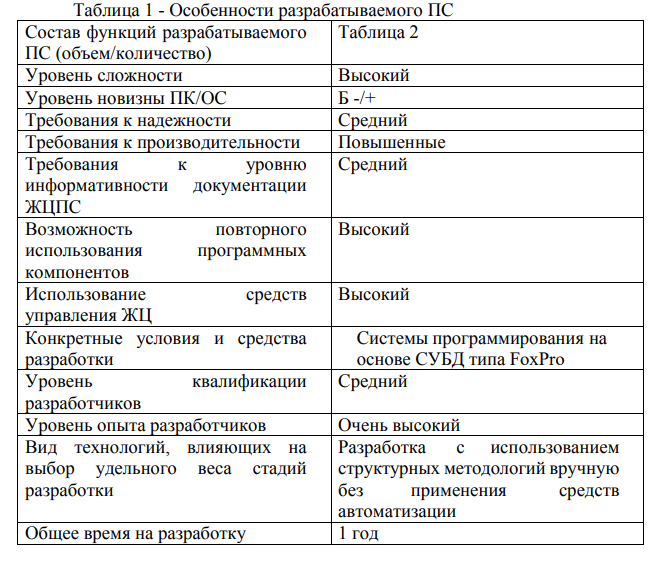 Таблица 1 - Особенности разрабатываемого ПС
Состав функций разрабатываемого
ПС (объем/количество)
Таблица 2
Уровень сложности
Высокий
Уровень новизны ПК/ОС
Б -/+
Требования к надежности
Средний
Требования к производительности
Повышенные
Требования к уровню
информативности документации
ЖЦПС
Средний
Возможность повторного
использования программных
компонентов
Высокий
Использование средств
управления ЖЦ
Высокий
Конкретные условия и средства
разработки
Системы программирования на
основе СУБД типа FoxPro
Уровень квалификации
разработчиков
Средний
Уровень опыта разработчиков
Очень высокий
Вид технологий, влияющих на
выбор удельного веса стадий
разработки
Разработка с использованием
структурных методологий вручную
без применения средств
автоматизации
Общее время на разработку
1 год